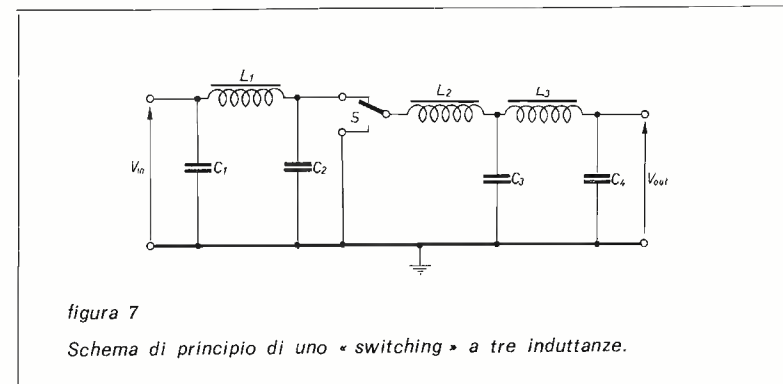 L1
L2
L3
S
Vin
C1
C2
C3
C4
Vout
figura 7
Schema di principio di uno « switching » a tre induttanze.